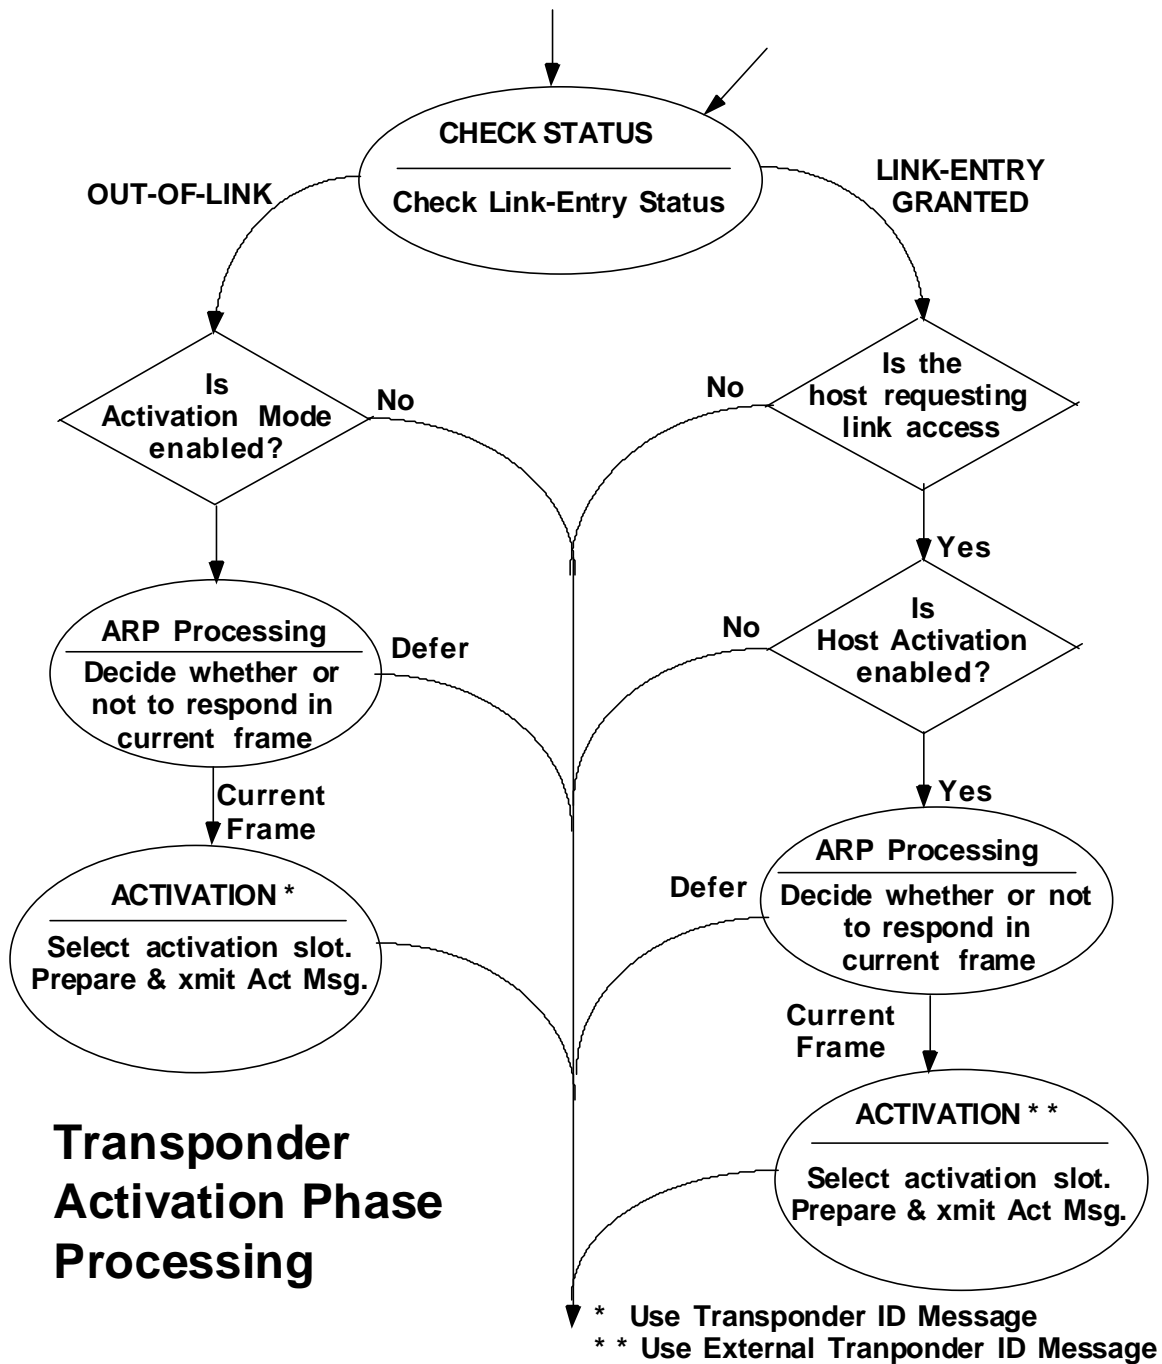 CHECK STATUS
Check Link-Entry Status
OUT-OF-LINK
LINK-ENTRY
GRANTED
Is
Activation Mode
enabled?
No
No
Is the
host requesting
link access
Yes
ARP Processing
Decide whether or
not to respond in
current frame
Defer
No
Is
Host Activation
enabled?
Current
Frame
Yes
ACTIVATION *
Select activation slot.
Prepare & xmit Act Msg.
Defer
ARP Processing
Decide whether or not
to respond in
current frame
Current
Frame
ACTIVATION * *
Select activation slot.
Prepare & xmit Act Msg.
Transponder
Activation Phase
Processing
* Use Transponder ID Message
* * Use External Tranponder ID Message